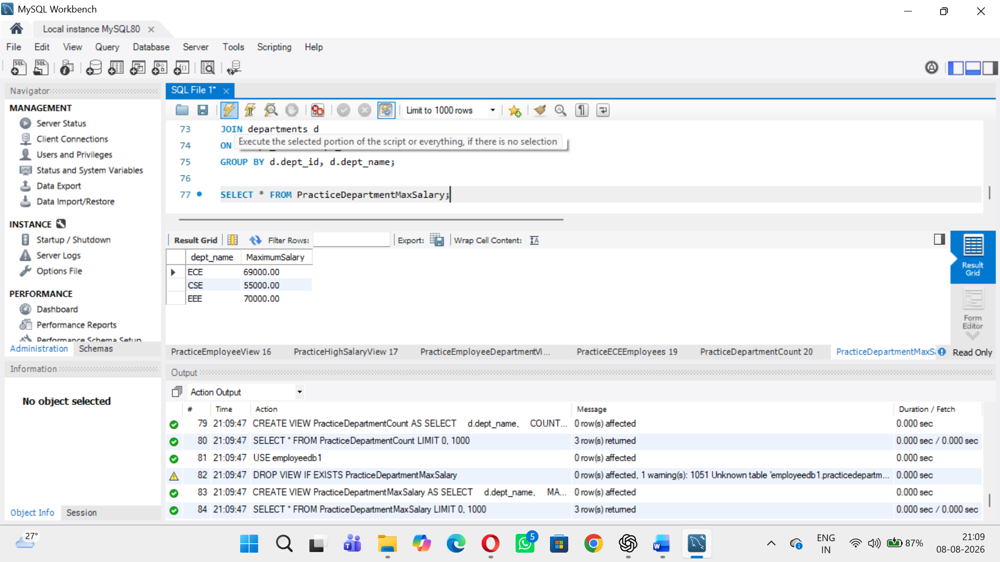 MySQL Workbench
Local instance MySQL80
File Edit View Query Database Server Tools Scripting Help
Navigator
MANAGEMENT
Server Status
Client Connections
Users and Privileges
Status and System Variables
Data Export
Data Import/Restore
INSTANCE
Startup / Shutdown
Server Logs
Options File
PERFORMANCE
Dashboard
Performance Reports
Performance Schema Setup
Administration Schemas
Information
No object selected
Object Info Session
SQL File 1*
Limit to 1000 rows
73 JOIN departments d
Execute the selected portion of the script or everything, if there is no selection
74 ON
75 GROUP BY d.dept_id, d.dept_name;
76
77 SELECT * FROM PracticeDepartmentMaxSalary;
Result Grid Filter Rows: Export: Wrap Cell Content:
dept_name MaximumSalary
ECE 69000.00
CSE 55000.00
EEE 70000.00
Result Grid
Form Editor
PracticeEmployeeView 16 PracticeHighSalaryView 17 PracticeEmployeeDepartmentVi... PracticeECEEmployees 19 PracticeDepartmentCount 20 PracticeDepartmentMaxS Read Only
Output
Action Output
# Time Action Message Duration / Fetch
79 21:09:47 CREATE VIEW PracticeDepartmentCount AS SELECT d.dept_name, COUNT... 0 row(s) affected 0.000 sec
80 21:09:47 SELECT * FROM PracticeDepartmentCount LIMIT 0, 1000 3 row(s) returned 0.000 sec / 0.000 sec
81 21:09:47 USE employeedb1 0 row(s) affected 0.000 sec
82 21:09:47 DROP VIEW IF EXISTS PracticeDepartmentMaxSalary 0 row(s) affected, 1 warning(s): 1051 Unknown table 'employeedb1.practicedepartm... 0.000 sec
83 21:09:47 CREATE VIEW PracticeDepartmentMaxSalary AS SELECT d.dept_name, MA... 0 row(s) affected 0.000 sec
84 21:09:47 SELECT * FROM PracticeDepartmentMaxSalary LIMIT 0, 1000 3 row(s) returned 0.000 sec / 0.000 sec
27°
5
ENG
IN
87%
21:09
08-08-2026